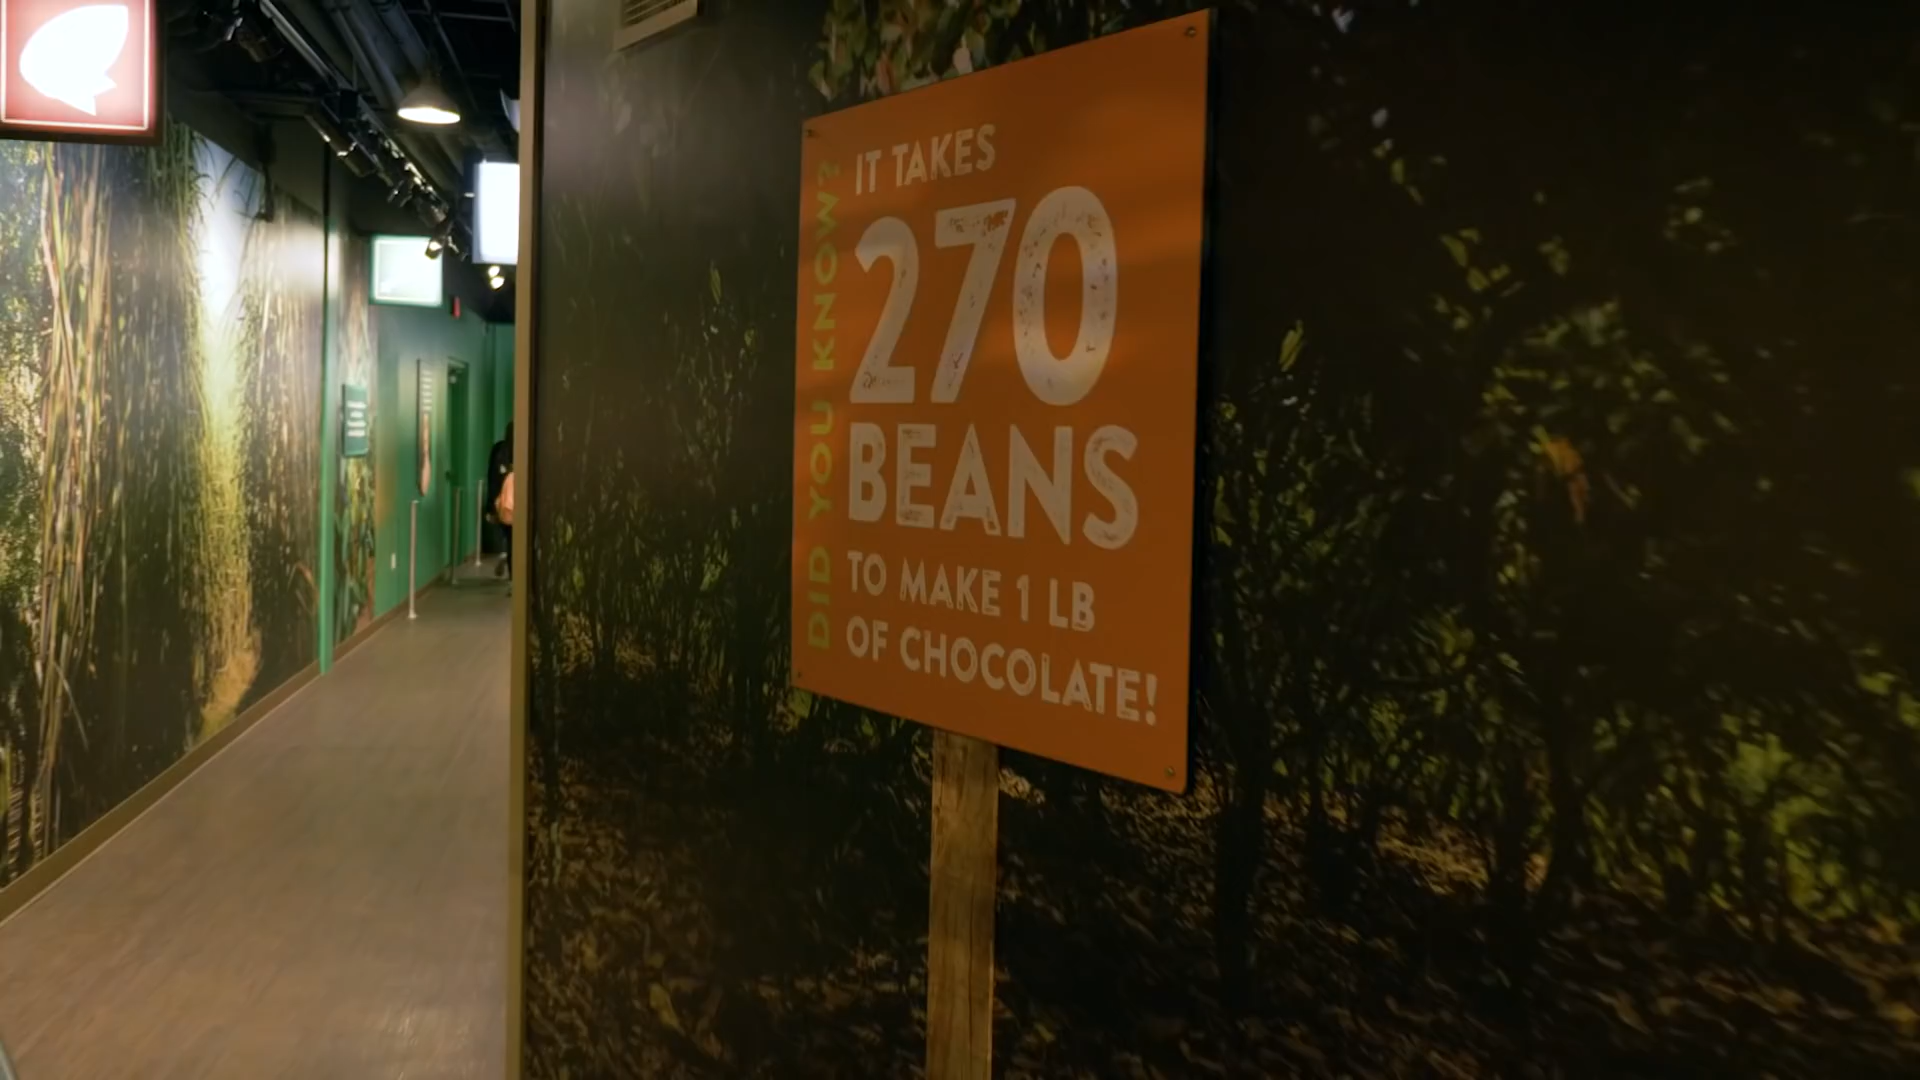 DID YOU KNOW?
IT TAKES
270
BEANS
TO MAKE 1 LB
OF CHOCOLATE!